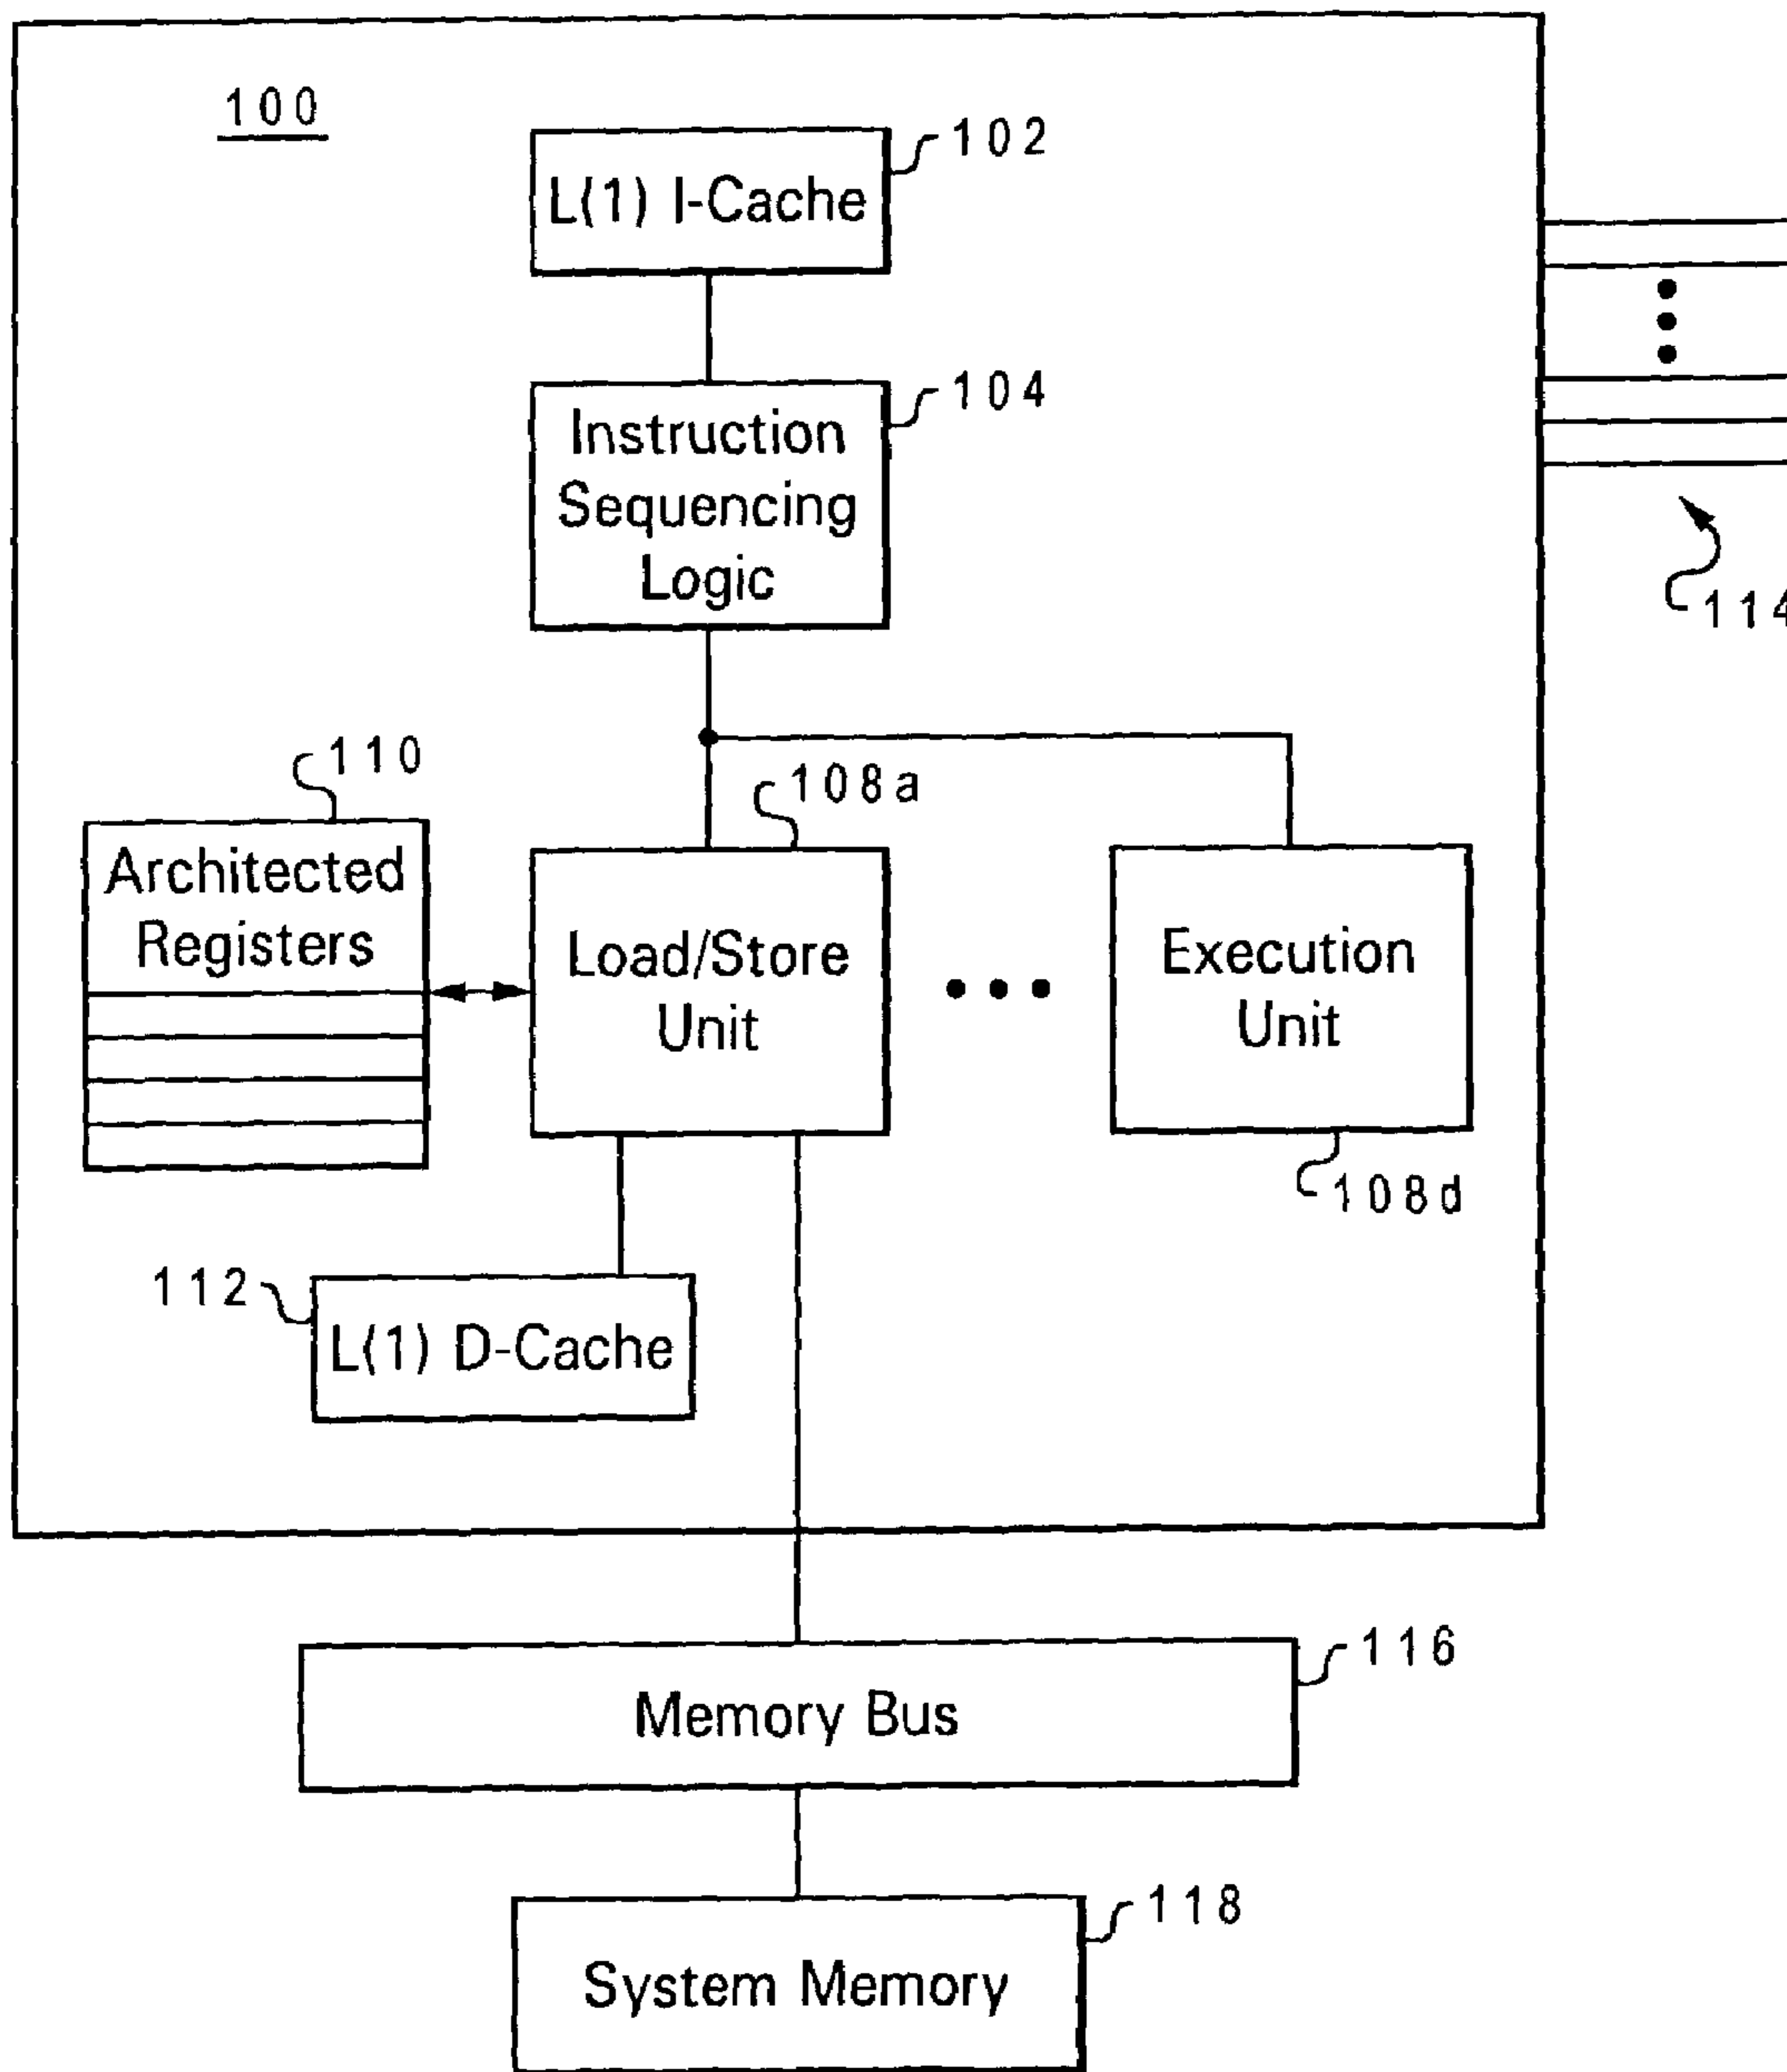 100
102
L(1) I-Cache
104
Instruction
Sequencing
Logic
114
110
108a
Architected
Registers
Load/Store
Unit
Execution
Unit
108d
112
L(1) D-Cache
116
Memory Bus
118
System Memory